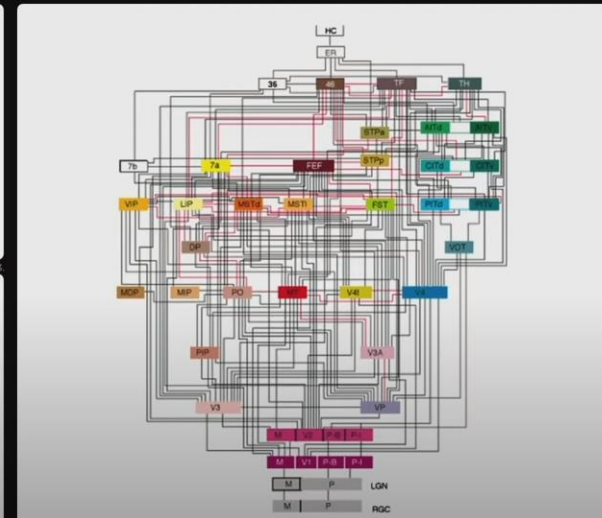 HC
ER
36 46 TF TH
STPa AITd AITv
7b 7a FEF STPp CITd CITv
VIP LIP MSTd MSTl FST PITd PITv
DP VOT
MDP MIP PO MT V4t V4
PIP V3A
V3 VP
M V2 P-B P-I
M V1 P-B P-I
M P LGN
M P RGC